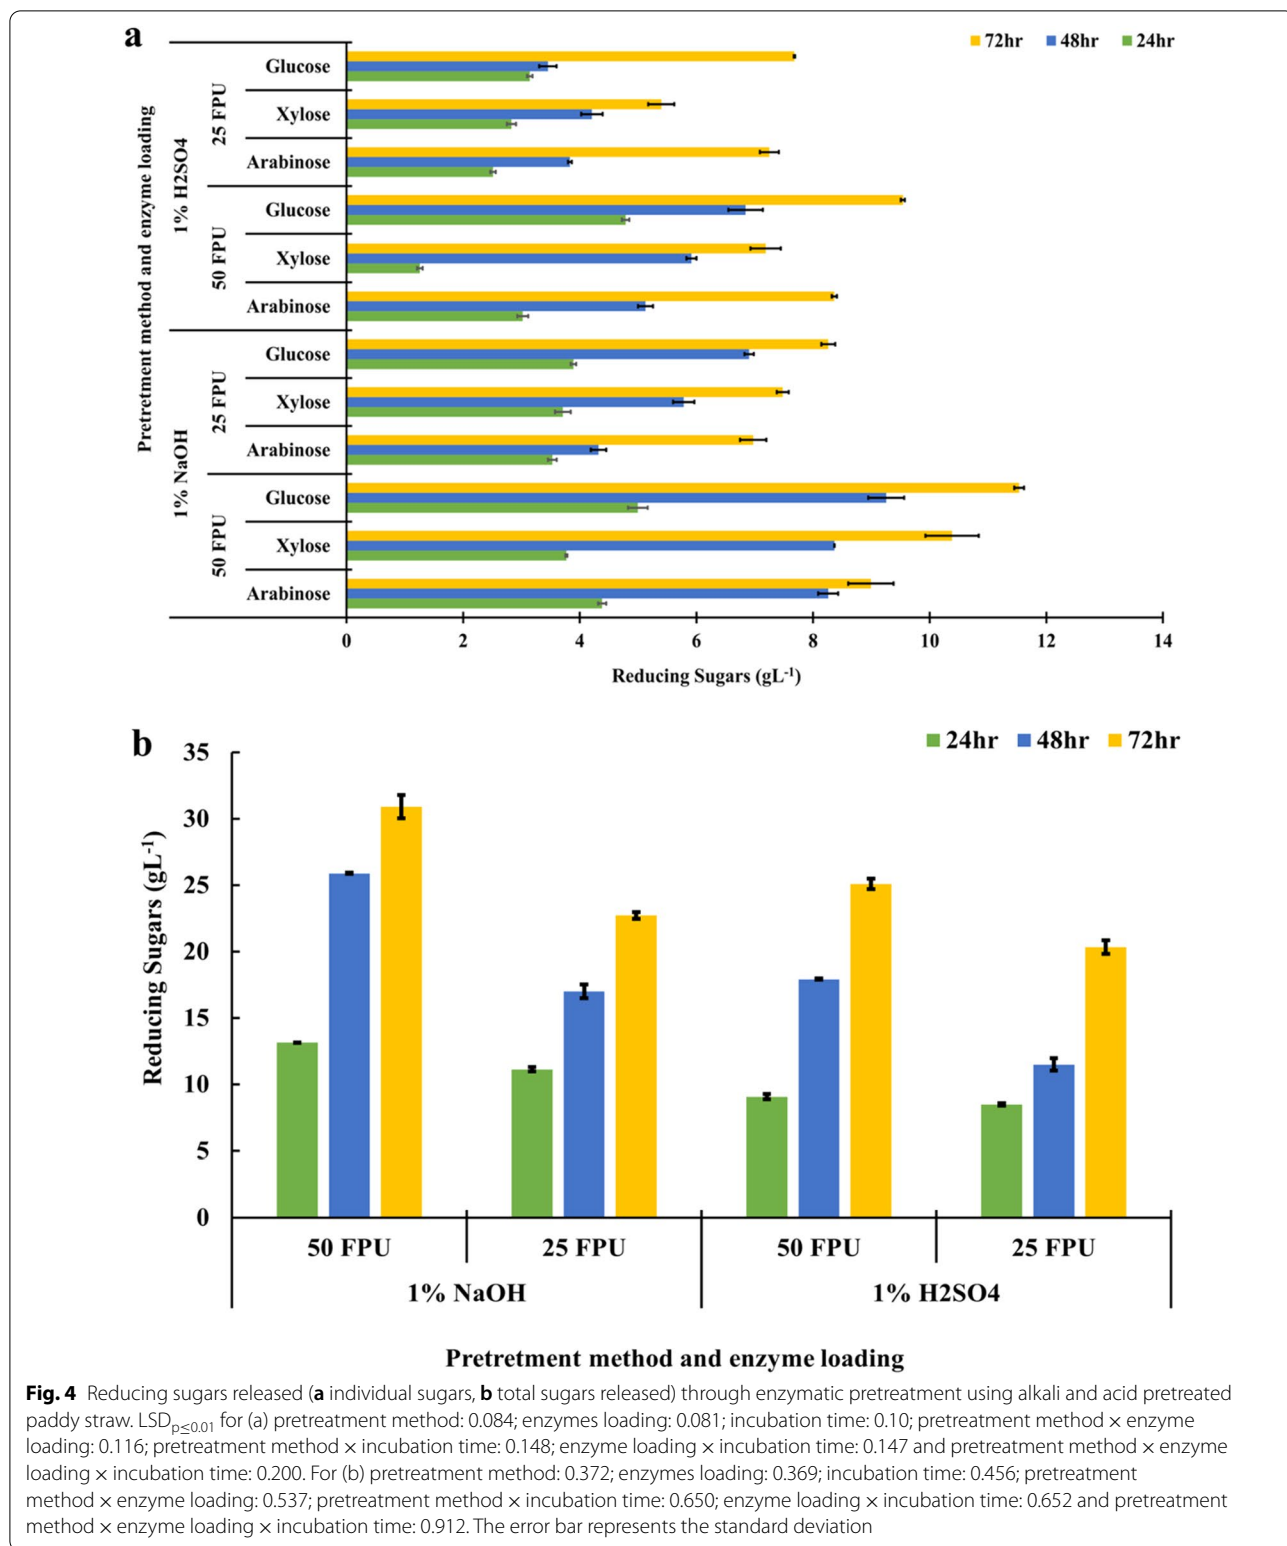 a
72hr 48hr 24hr
Pretretment method and enzyme loading
1% H2SO4
25 FPU
Glucose
Xylose
Arabinose
50 FPU
Glucose
Xylose
Arabinose
1% NaOH
25 FPU
Glucose
Xylose
Arabinose
50 FPU
Glucose
Xylose
Arabinose
0 2 4 6 8 10 12 14
Reducing Sugars (gL⁻¹)
b
24hr 48hr 72hr
Reducing Sugars (gL⁻¹)
35
30
25
20
15
10
5
0
50 FPU 25 FPU 50 FPU 25 FPU
1% NaOH 1% H2SO4
Pretretment method and enzyme loading
Fig. 4 Reducing sugars released (a individual sugars, b total sugars released) through enzymatic pretreatment using alkali and acid pretreated
paddy straw. LSDp≤0.01 for (a) pretreatment method: 0.084; enzymes loading: 0.081; incubation time: 0.10; pretreatment method × enzyme
loading: 0.116; pretreatment method × incubation time: 0.148; enzyme loading × incubation time: 0.147 and pretreatment method × enzyme
loading × incubation time: 0.200. For (b) pretreatment method: 0.372; enzymes loading: 0.369; incubation time: 0.456; pretreatment
method × enzyme loading: 0.537; pretreatment method × incubation time: 0.650; enzyme loading × incubation time: 0.652 and pretreatment
method × enzyme loading × incubation time: 0.912. The error bar represents the standard deviation